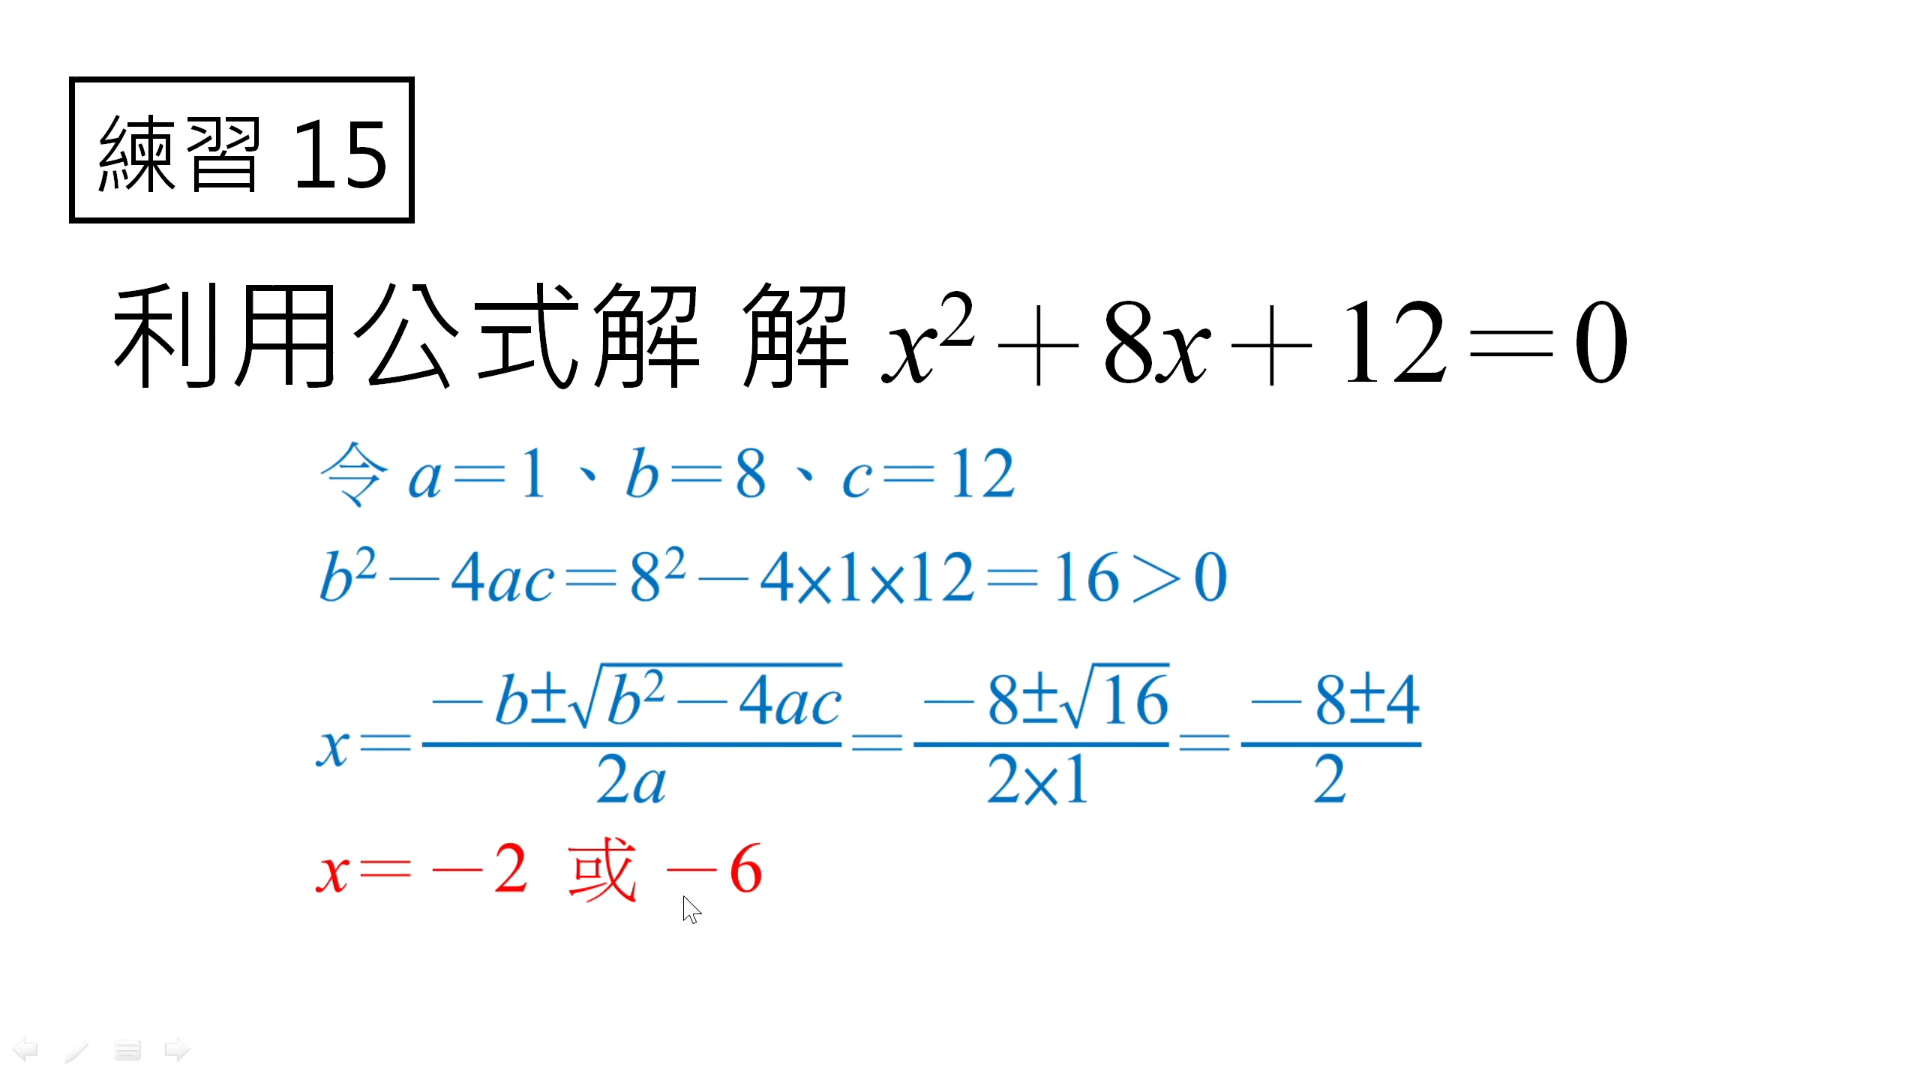 練習 15
利用公式解 解 x²＋8x＋12＝0
令 a＝1、b＝8、c＝12
b²－4ac＝8²－4×1×12＝16＞0
x＝(－b±√(b²－4ac))/(2a)＝(－8±√16)/(2×1)＝(－8±4)/2
x＝－2 或 －6